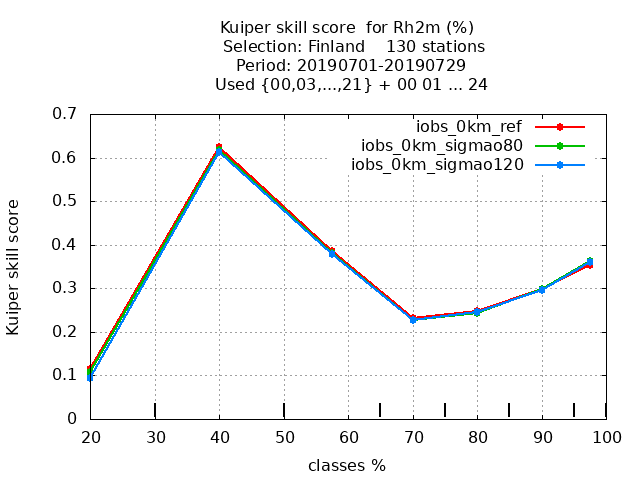 Kuiper skill score  for Rh2m (%)
Selection: Finland    130 stations
Period: 20190701-20190729
Used {00,03,...,21} + 00 01 ... 24
iobs_0km_ref
iobs_0km_sigmao80
iobs_0km_sigmao120
Kuiper skill score
0.7
0.6
0.5
0.4
0.3
0.2
0.1
0
20 30 40 50 60 70 80 90 100
classes %